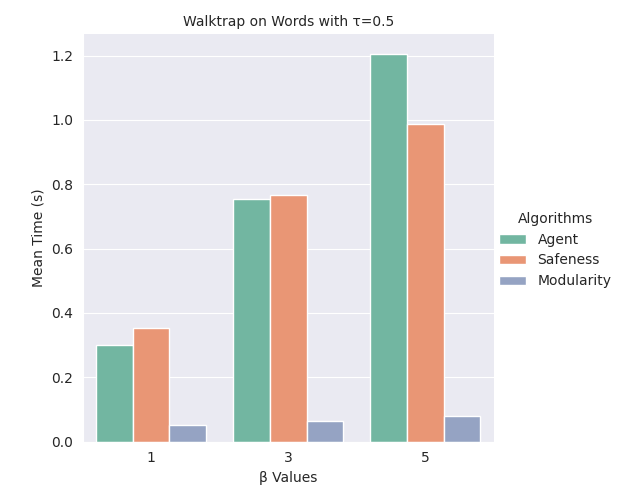 Walktrap on Words with τ=0.5
Mean Time (s)
1.2
1.0
0.8
0.6
0.4
0.2
0.0
1
3
5
β Values
Algorithms
Agent
Safeness
Modularity